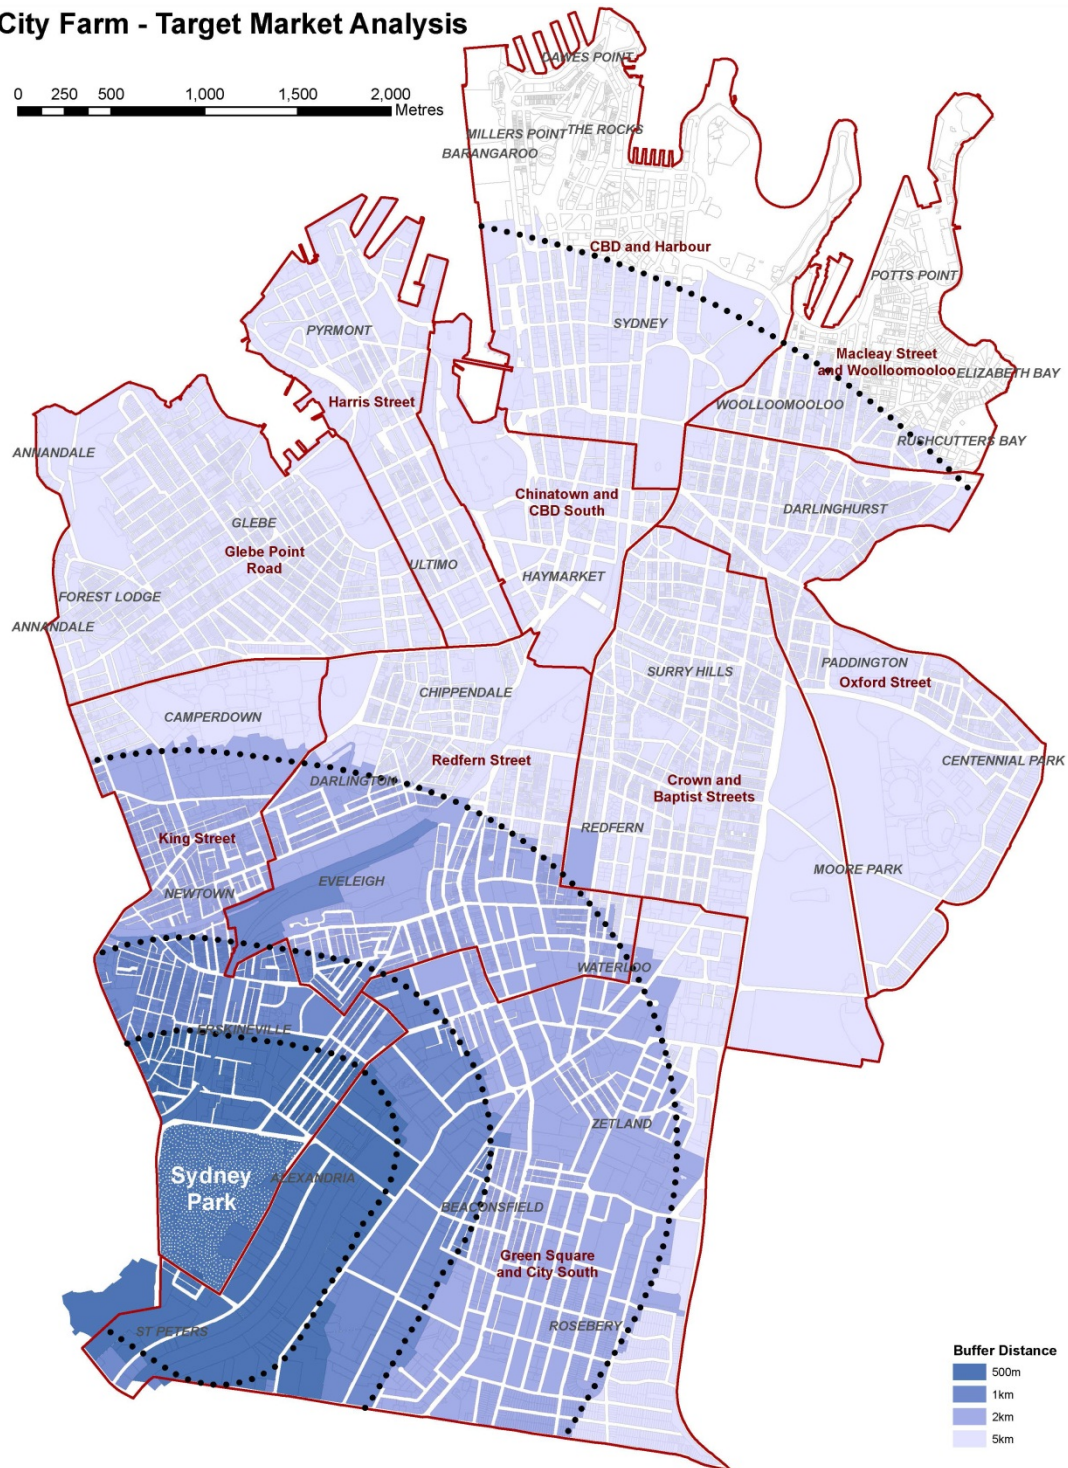 City Farm - Target Market Analysis
0 250 500 1,000 1,500 2,000
Metres
DAWES POINT
MILLERS POINT
THE ROCKS
BARANGAROO
CBD and Harbour
POTTS POINT
SYDNEY
PYRMONT
Macleay Street
and Woolloomooloo
ELIZABETH BAY
Harris Street
WOOLLOOMOOLOO
RUSHCUTTERS BAY
ANNANDALE
Chinatown and
CBD South
DARLINGHURST
GLEBE
Glebe Point
Road
ULTIMO
HAYMARKET
FOREST LODGE
ANNANDALE
SURRY HILLS
PADDINGTON
Oxford Street
CHIPPENDALE
CAMPERDOWN
Redfern Street
CENTENNIAL PARK
DARLINGTON
Crown and
Baptist Streets
REDFERN
King Street
MOORE PARK
EVELEIGH
NEWTOWN
WATERLOO
ERSKINEVILLE
ZETLAND
Sydney
Park
ALEXANDRIA
BEACONSFIELD
Green Square
and City South
ROSEBERY
ST PETERS
Buffer Distance
500m
1km
2km
5km